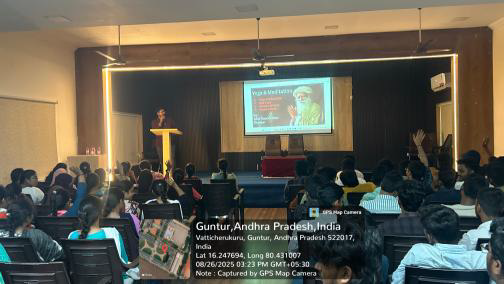 Yoga & Meditation
GPS Map Camera
Guntur,Andhra Pradesh,India
Vatticherukuru, Guntur, Andhra Pradesh 522017,
India
Lat 16.247694, Long 80.431007
08/26/2025 03:23 PM GMT+05:30
Note : Captured by GPS Map Camera